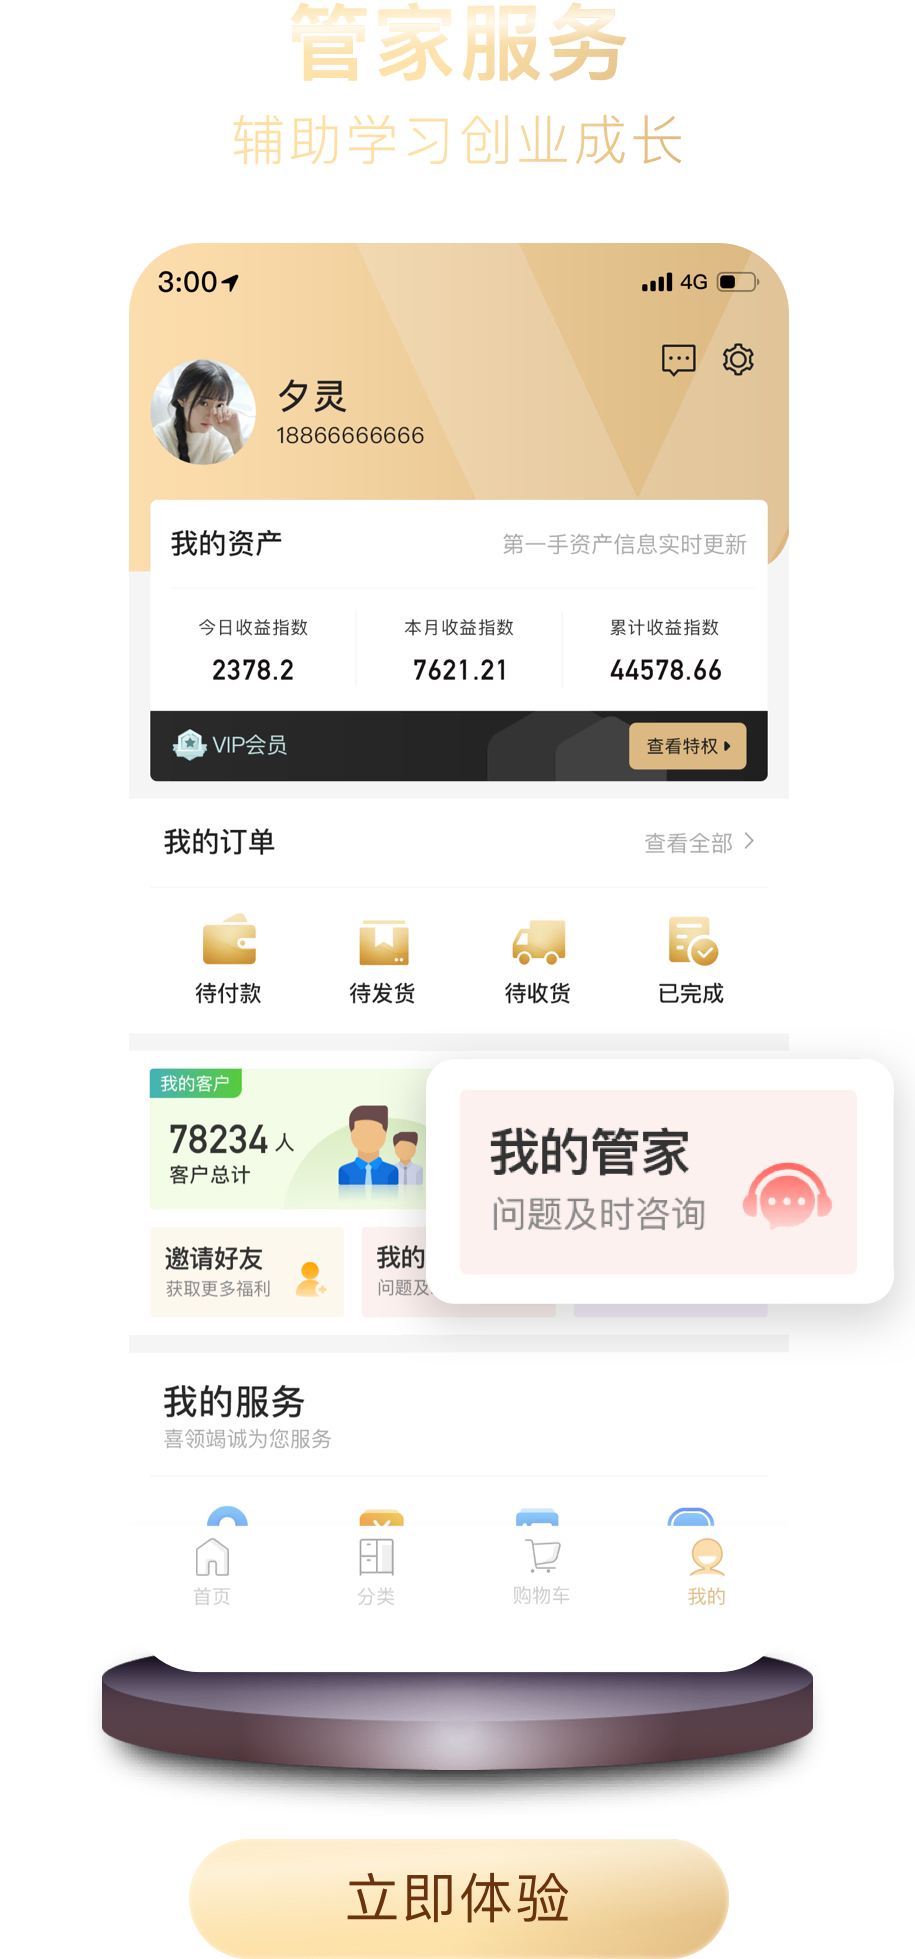 管家服务
辅助学习创业成长
3:00
4G
夕灵
18866666666
我的资产
第一手资产信息实时更新
今日收益指数
本月收益指数
累计收益指数
2378.2
7621.21
44578.66
VIP会员
查看特权
我的订单
查看全部
待付款
待发货
待收货
已完成
我的客户
78234人
客户总计
我的管家
问题及时咨询
邀请好友
获取更多福利
我的
问题及
我的服务
喜领竭诚为您服务
首页
分类
购物车
我的
立即体验